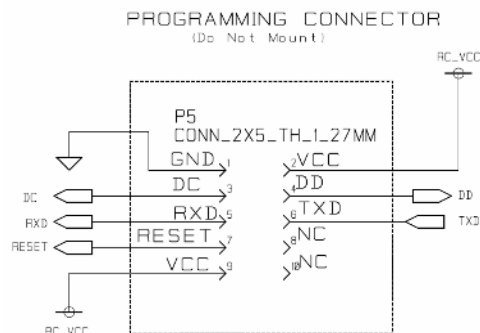 PROGRAMMING CONNECTOR
(Do Not Mount)
RC_VCC
P5
CONN_2X5_TH_1_27MM
GND 1 2 VCC
DC DC 3 4 DD DD
RXD RXD 5 6 TXD TXD
RESET RESET 7 8 NC
VCC 9 10 NC
RC_VCC